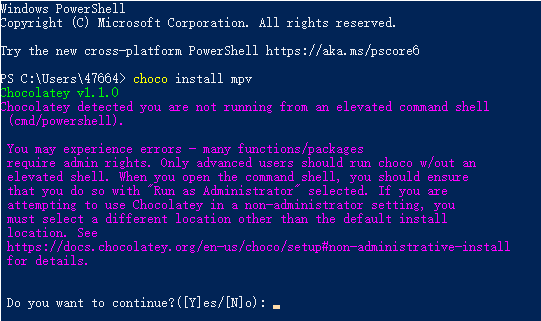 Windows PowerShell
Copyright (C) Microsoft Corporation. All rights reserved.
Try the new cross-platform PowerShell https://aka.ms/pscore6
PS C:\Users\47664> choco install mpv
Chocolatey v1.1.0
Chocolatey detected you are not running from an elevated command shell
(cmd/powershell).
You may experience errors - many functions/packages
require admin rights. Only advanced users should run choco w/out an
elevated shell. When you open the command shell, you should ensure
that you do so with "Run as Administrator" selected. If you are
attempting to use Chocolatey in a non-administrator setting, you
must select a different location other than the default install
location. See
https://docs.chocolatey.org/en-us/choco/setup#non-administrative-install
for details.
Do you want to continue?([Y]es/[N]o): _